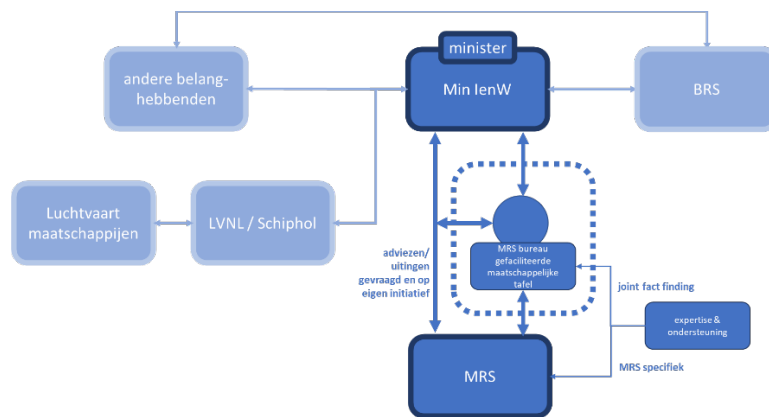 minister
andere belang-
hebbenden
Min IenW
BRS
Luchtvaart
maatschappijen
LVNL / Schiphol
adviezen/
uitingen
gevraagd en op
eigen initiatief
MRS bureau
gefaciliteerde
maatschappelijke
tafel
joint fact finding
expertise &
ondersteuning
MRS specifiek
MRS